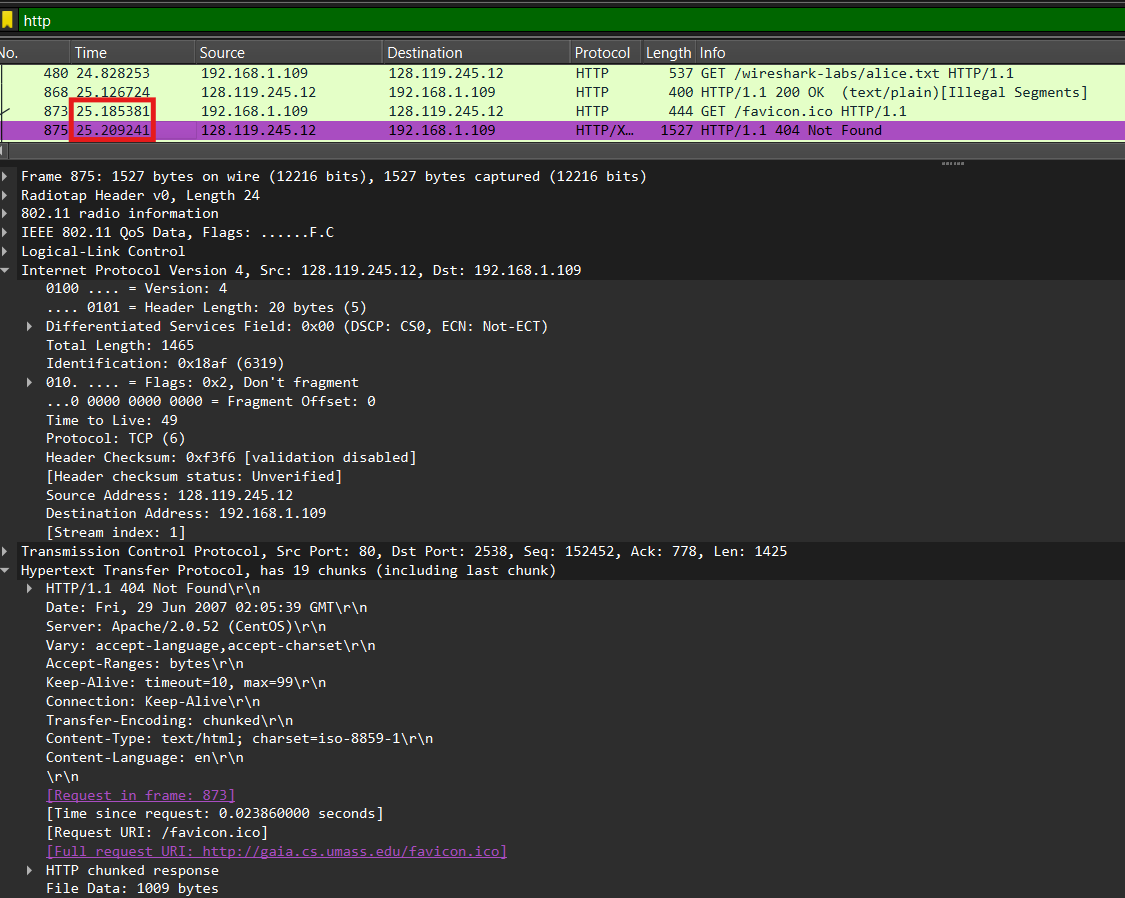 http
No. Time Source Destination Protocol Length Info
480 24.828253 192.168.1.109 128.119.245.12 HTTP 537 GET /wireshark-labs/alice.txt HTTP/1.1
868 25.126724 128.119.245.12 192.168.1.109 HTTP 400 HTTP/1.1 200 OK  (text/plain)[Illegal Segments]
873 25.185381 192.168.1.109 128.119.245.12 HTTP 444 GET /favicon.ico HTTP/1.1
875 25.209241 128.119.245.12 192.168.1.109 HTTP/X… 1527 HTTP/1.1 404 Not Found
Frame 875: 1527 bytes on wire (12216 bits), 1527 bytes captured (12216 bits)
Radiotap Header v0, Length 24
802.11 radio information
IEEE 802.11 QoS Data, Flags: ......F.C
Logical-Link Control
Internet Protocol Version 4, Src: 128.119.245.12, Dst: 192.168.1.109
0100 .... = Version: 4
.... 0101 = Header Length: 20 bytes (5)
Differentiated Services Field: 0x00 (DSCP: CS0, ECN: Not-ECT)
Total Length: 1465
Identification: 0x18af (6319)
010. .... = Flags: 0x2, Don't fragment
...0 0000 0000 0000 = Fragment Offset: 0
Time to Live: 49
Protocol: TCP (6)
Header Checksum: 0xf3f6 [validation disabled]
[Header checksum status: Unverified]
Source Address: 128.119.245.12
Destination Address: 192.168.1.109
[Stream index: 1]
Transmission Control Protocol, Src Port: 80, Dst Port: 2538, Seq: 152452, Ack: 778, Len: 1425
Hypertext Transfer Protocol, has 19 chunks (including last chunk)
HTTP/1.1 404 Not Found\r\n
Date: Fri, 29 Jun 2007 02:05:39 GMT\r\n
Server: Apache/2.0.52 (CentOS)\r\n
Vary: accept-language,accept-charset\r\n
Accept-Ranges: bytes\r\n
Keep-Alive: timeout=10, max=99\r\n
Connection: Keep-Alive\r\n
Transfer-Encoding: chunked\r\n
Content-Type: text/html; charset=iso-8859-1\r\n
Content-Language: en\r\n
\r\n
[Request in frame: 873]
[Time since request: 0.023860000 seconds]
[Request URI: /favicon.ico]
[Full request URI: http://gaia.cs.umass.edu/favicon.ico]
HTTP chunked response
File Data: 1009 bytes